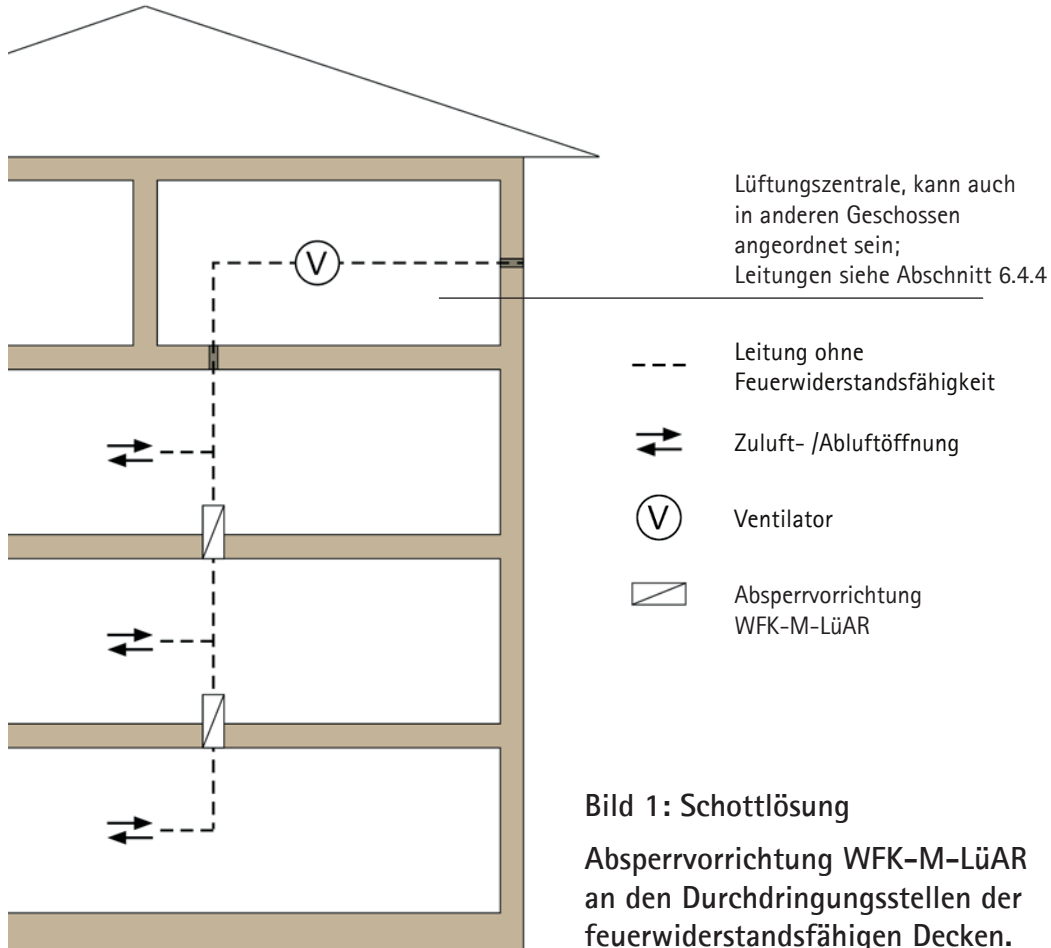 Lüftungszentrale, kann auch
in anderen Geschossen
angeordnet sein;
Leitungen siehe Abschnitt 6.4.4
V
Leitung ohne
Feuerwiderstandsfähigkeit
Zuluft- /Abluftöffnung
V
Ventilator
Absperrvorrichtung
WFK-M-LüAR
Bild 1: Schottlösung
Absperrvorrichtung WFK-M-LüAR
an den Durchdringungsstellen der
feuerwiderstandsfähigen Decken.